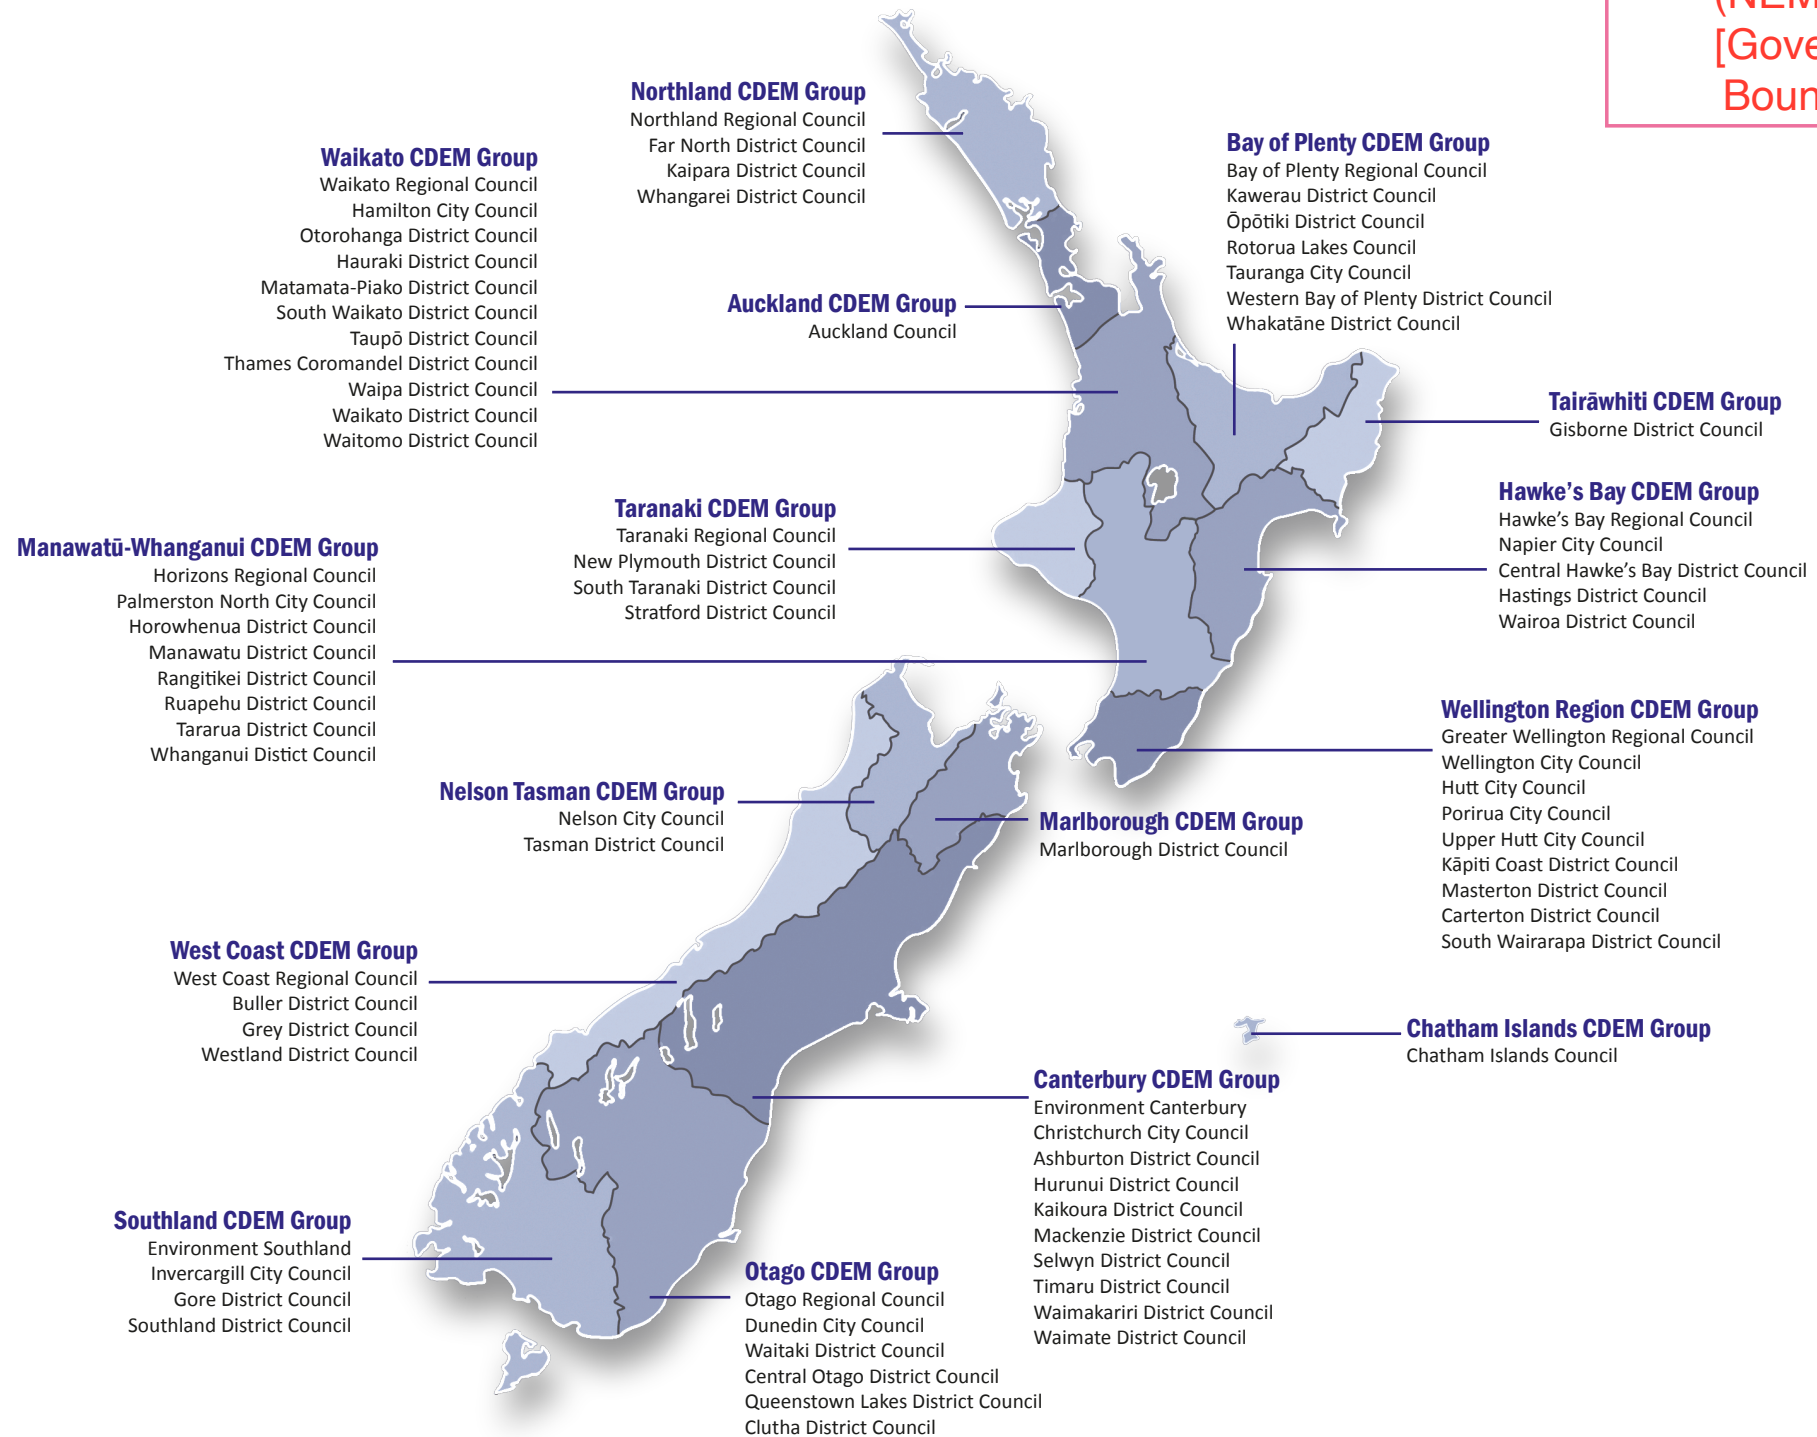 (NEM
[Gove
Boun
Northland CDEM Group
Northland Regional Council
Far North District Council
Kaipara District Council
Whangarei District Council
Waikato CDEM Group
Waikato Regional Council
Hamilton City Council
Otorohanga District Council
Hauraki District Council
Matamata-Piako District Council
South Waikato District Council
Taupō District Council
Thames Coromandel District Council
Waipa District Council
Waikato District Council
Waitomo District Council
Bay of Plenty CDEM Group
Bay of Plenty Regional Council
Kawerau District Council
Ōpōtiki District Council
Rotorua Lakes Council
Tauranga City Council
Western Bay of Plenty District Council
Whakatāne District Council
Auckland CDEM Group
Auckland Council
Tairāwhiti CDEM Group
Gisborne District Council
Hawke's Bay CDEM Group
Hawke's Bay Regional Council
Napier City Council
Central Hawke's Bay District Council
Hastings District Council
Wairoa District Council
Taranaki CDEM Group
Taranaki Regional Council
New Plymouth District Council
South Taranaki District Council
Stratford District Council
Manawatū-Whanganui CDEM Group
Horizons Regional Council
Palmerston North City Council
Horowhenua District Council
Manawatu District Council
Rangitikei District Council
Ruapehu District Council
Tararua District Council
Whanganui Distict Council
Wellington Region CDEM Group
Greater Wellington Regional Council
Wellington City Council
Hutt City Council
Porirua City Council
Upper Hutt City Council
Kāpiti Coast District Council
Masterton District Council
Carterton District Council
South Wairarapa District Council
Nelson Tasman CDEM Group
Nelson City Council
Tasman District Council
Marlborough CDEM Group
Marlborough District Council
West Coast CDEM Group
West Coast Regional Council
Buller District Council
Grey District Council
Westland District Council
Chatham Islands CDEM Group
Chatham Islands Council
Canterbury CDEM Group
Environment Canterbury
Christchurch City Council
Ashburton District Council
Hurunui District Council
Kaikoura District Council
Mackenzie District Council
Selwyn District Council
Timaru District Council
Waimakariri District Council
Waimate District Council
Southland CDEM Group
Environment Southland
Invercargill City Council
Gore District Council
Southland District Council
Otago CDEM Group
Otago Regional Council
Dunedin City Council
Waitaki District Council
Central Otago District Council
Queenstown Lakes District Council
Clutha District Council